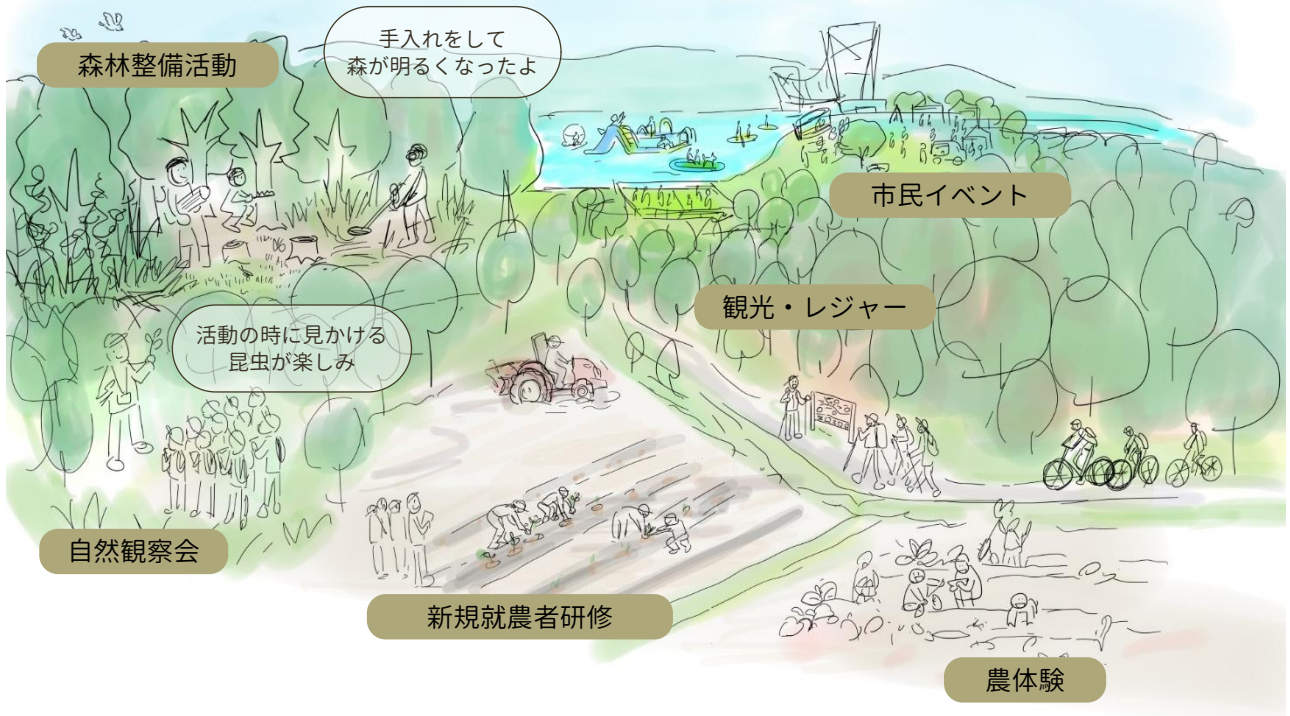 森林整備活動
手入れをして
森が明るくなったよ
市民イベント
観光・レジャー
活動の時に見かける
昆虫が楽しみ
自然観察会
新規就農者研修
農体験